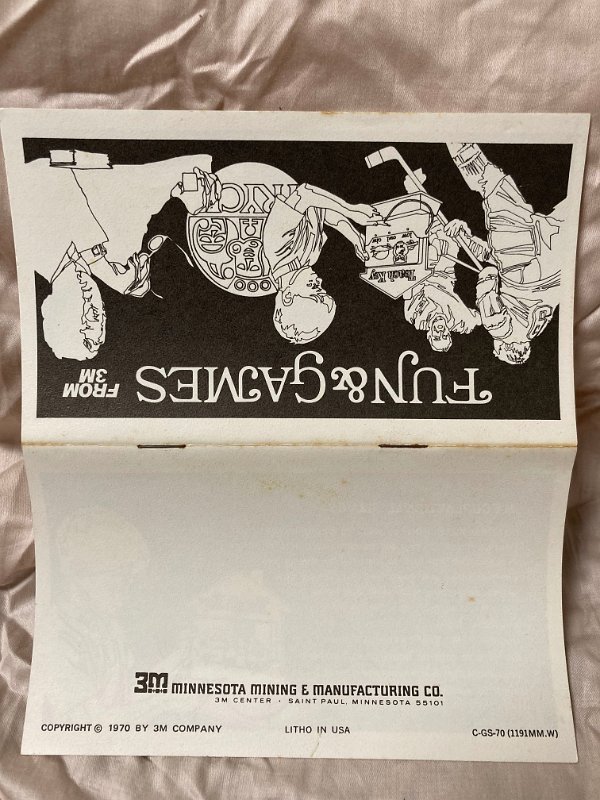 FUN & GAMES
FROM
3M
3M MINNESOTA MINING & MANUFACTURING CO.
3M CENTER · SAINT PAUL, MINNESOTA 55101
COPYRIGHT © 1970 BY 3M COMPANY LITHO IN USA C-GS-70 (1191MM.W)